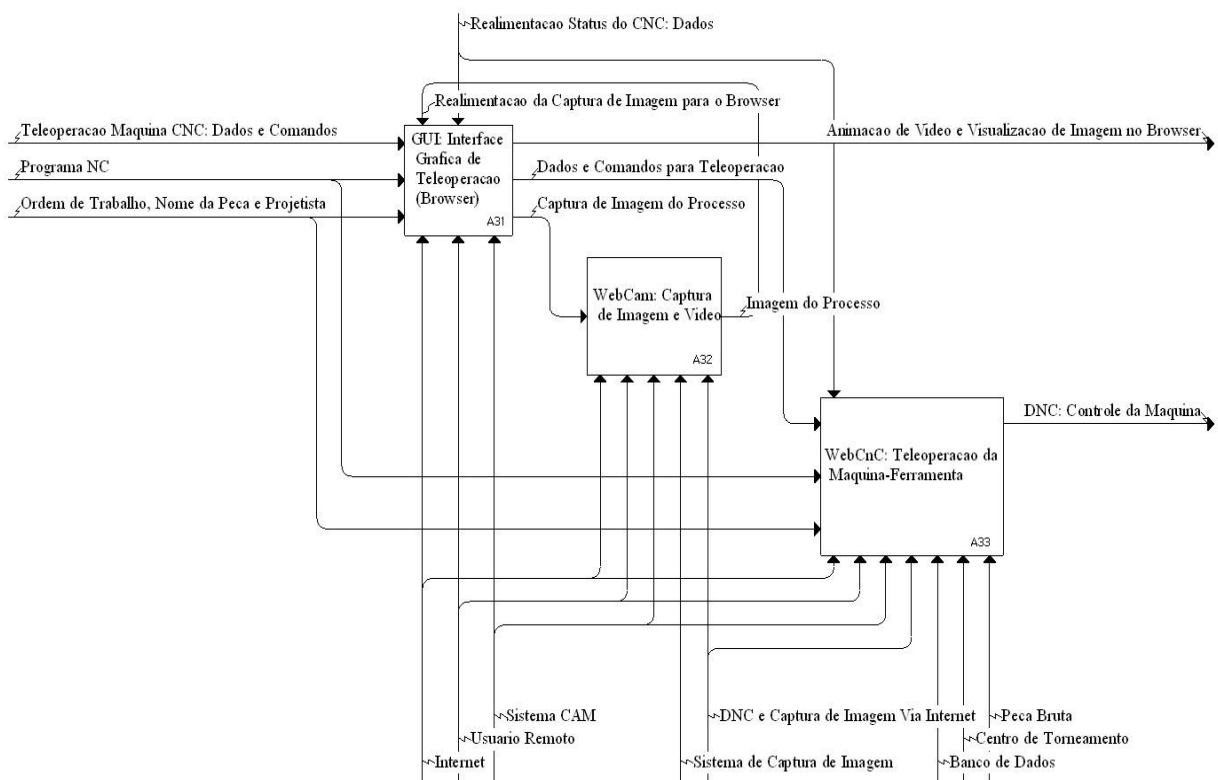 Realimentacao Status do CNC: Dados
Realimentacao da Captura de Imagem para o Browser
Teleoperacao Maquina CNC: Dados e Comandos
GUI: Interface
Grafica de
Teleoperacao
(Browser)
A31
Animacao de Video e Visualizacao de Imagem no Browser
Programa NC
Dados e Comandos para Teleoperacao
Ordem de Trabalho, Nome da Peca e Projetista
Captura de Imagem do Processo
WebCam: Captura
de Imagem e Video
A32
Imagem do Processo
DNC: Controle da Maquina
WebCnC: Teleoperacao da
Maquina-Ferramenta
A33
Sistema CAM
DNC e Captura de Imagem Via Internet
Peca Bruta
Usuario Remoto
Centro de Torneamento
Internet
Sistema de Captura de Imagem
Banco de Dados